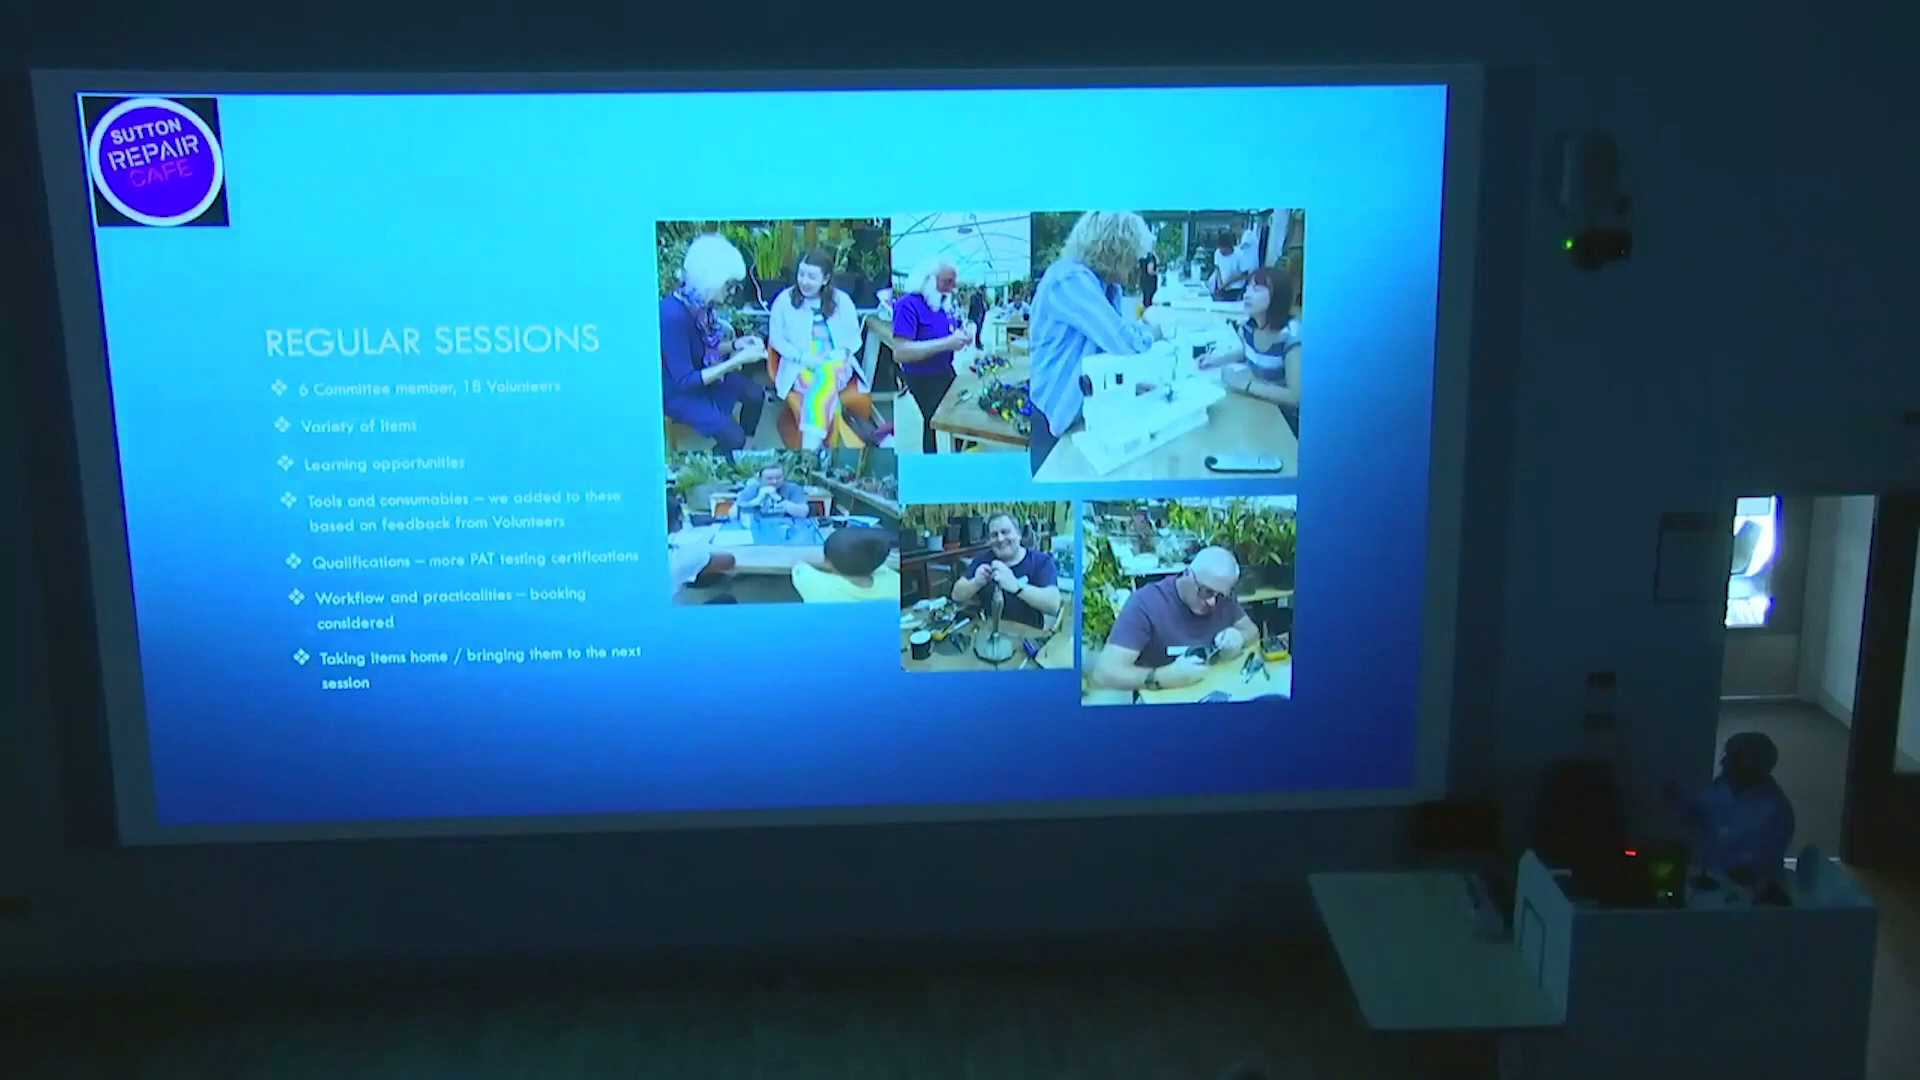 SUTTON
REPAIR
CAFE
REGULAR SESSIONS
6 Committee member, 18 Volunteers
Variety of items
Learning opportunities
Tools and consumables – we added to these
based on feedback from Volunteers
Qualifications – more PAT testing certifications
Workflow and practicalities – booking
considered
Taking items home / bringing them to the next
session